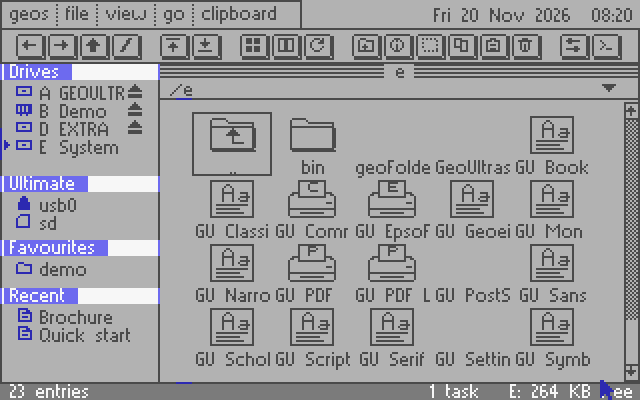 geos file view go clipboard Fri 20 Nov 2026 08:20
Drives
e
A GEOULTR
/e
B Demo
D EXTRA
E System
.. bin geoFolde GeoUltras GU Book
Ultimate
usb0
sd
GU Classi GU Comr GU EpsoF GU Geoei GU Mon
Favourites
demo
GU Narro GU PDF GU PDF L GU PostS GU Sans
Recent
Brochure
Quick start
GU Schol GU Script GU Serif GU Settin GU Symb
23 entries 1 task E: 264 KB